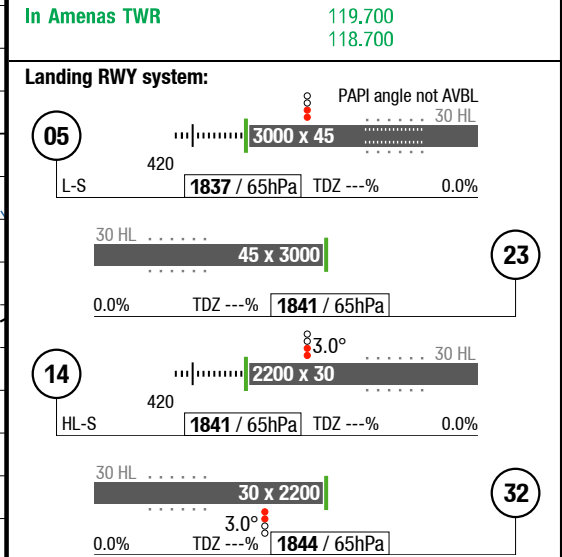 In Amenas TWR 119.700
118.700
Landing RWY system:
PAPI angle not AVBL
30 HL
05 3000 x 45
420
L-S 1837 / 65hPa TDZ ---% 0.0%
30 HL
45 x 3000 23
0.0% TDZ ---% 1841 / 65hPa
3.0° 30 HL
14 2200 x 30
420
HL-S 1841 / 65hPa TDZ ---% 0.0%
30 HL
30 x 2200 32
3.0°
0.0% TDZ ---% 1844 / 65hPa